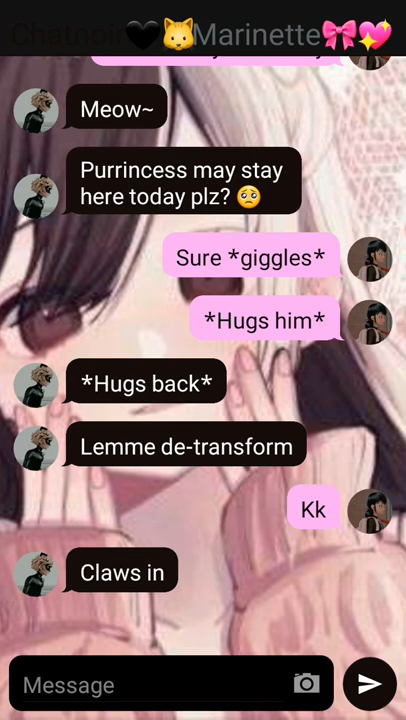 Chatnoir🖤🐱Marinette🎀💖
Meow~
Purrincess may stay
here today plz? 🥺
Sure *giggles*
*Hugs him*
*Hugs back*
Lemme de-transform
Kk
Claws in
Message